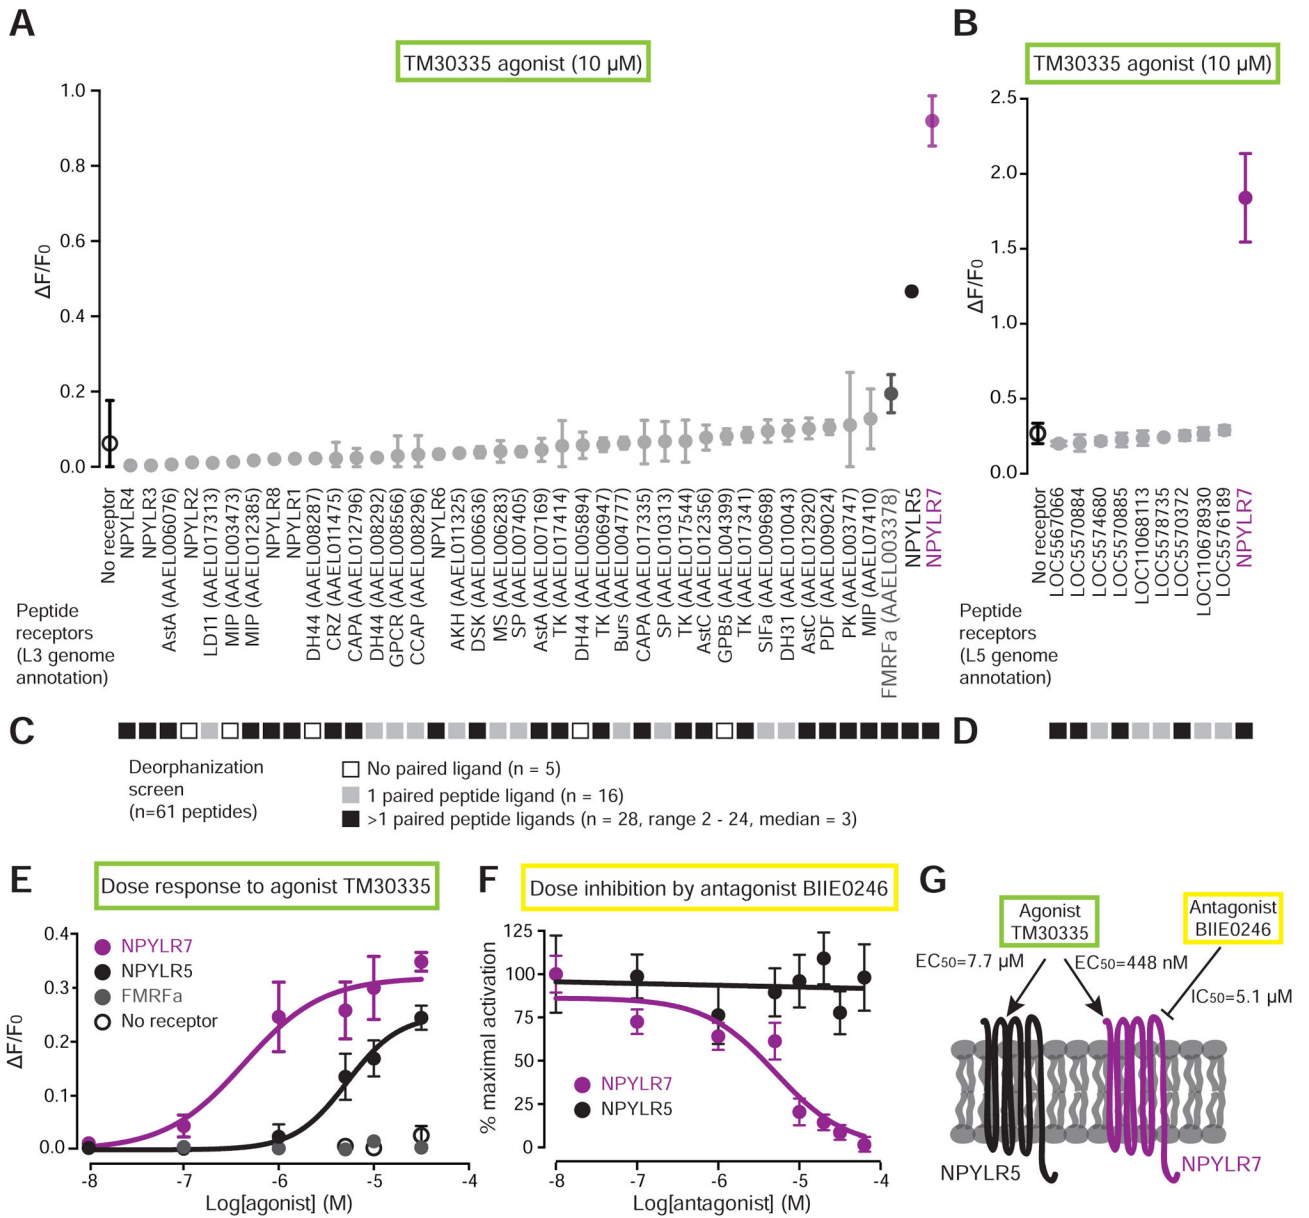 A
TM30335 agonist (10 µM)
1.0
0.8
0.6
0.4
0.2
0.0
ΔF/F0
No receptor
NPYLR4
NPYLR3
AstA (AAEL006076)
NPYLR2
LD11 (AAEL017313)
MIP (AAEL003473)
MIP (AAEL012385)
NPYLR8
NPYLR1
DH44 (AAEL008287)
CRZ (AAEL011475)
CAPA (AAEL012796)
DH44 (AAEL008292)
GPCR (AAEL008566)
CCAP (AAEL008296)
NPYLR6
AKH (AAEL011325)
DSK (AAEL006636)
MS (AAEL006283)
SP (AAEL007405)
AstA (AAEL007169)
TK (AAEL017414)
DH44 (AAEL005894)
TK (AAEL006947)
Burs (AAEL004777)
CAPA (AAEL017335)
SP (AAEL010313)
TK (AAEL017544)
AstC (AAEL012356)
GPB5 (AAEL004399)
TK (AAEL017341)
SIFa (AAEL009698)
DH31 (AAEL010043)
AstC (AAEL012920)
PDF (AAEL009024)
PK (AAEL003747)
MIP (AAEL07410)
FMRFa (AAEL003378)
NPYLR5
NPYLR7
Peptide
receptors
(L3 genome
annotation)
B
TM30335 agonist (10 µM)
2.5
2.0
1.5
1.0
0.5
0.0
ΔF/F0
No receptor
LOC5567066
LOC5570884
LOC5574680
LOC5570885
LOC11068113
LOC5578735
LOC5570372
LOC110678930
LOC5576189
NPYLR7
Peptide
receptors
(L5 genome
annotation)
C
D
Deorphanization
screen
(n=61 peptides)
No paired ligand (n = 5)
1 paired peptide ligand (n = 16)
>1 paired peptide ligands (n = 28, range 2 - 24, median = 3)
E
Dose response to agonist TM30335
0.4
0.3
0.2
0.1
0.0
ΔF/F0
NPYLR7
NPYLR5
FMRFa
No receptor
-8
-7
-6
-5
-4
Log[agonist] (M)
F
Dose inhibition by antagonist BIIE0246
125
100
75
50
25
0
% maximal activation
NPYLR7
NPYLR5
-8
-7
-6
-5
-4
Log[antagonist] (M)
G
Agonist
TM30335
Antagonist
BIIE0246
EC50=7.7 µM
EC50=448 nM
IC50=5.1 µM
NPYLR5
NPYLR7